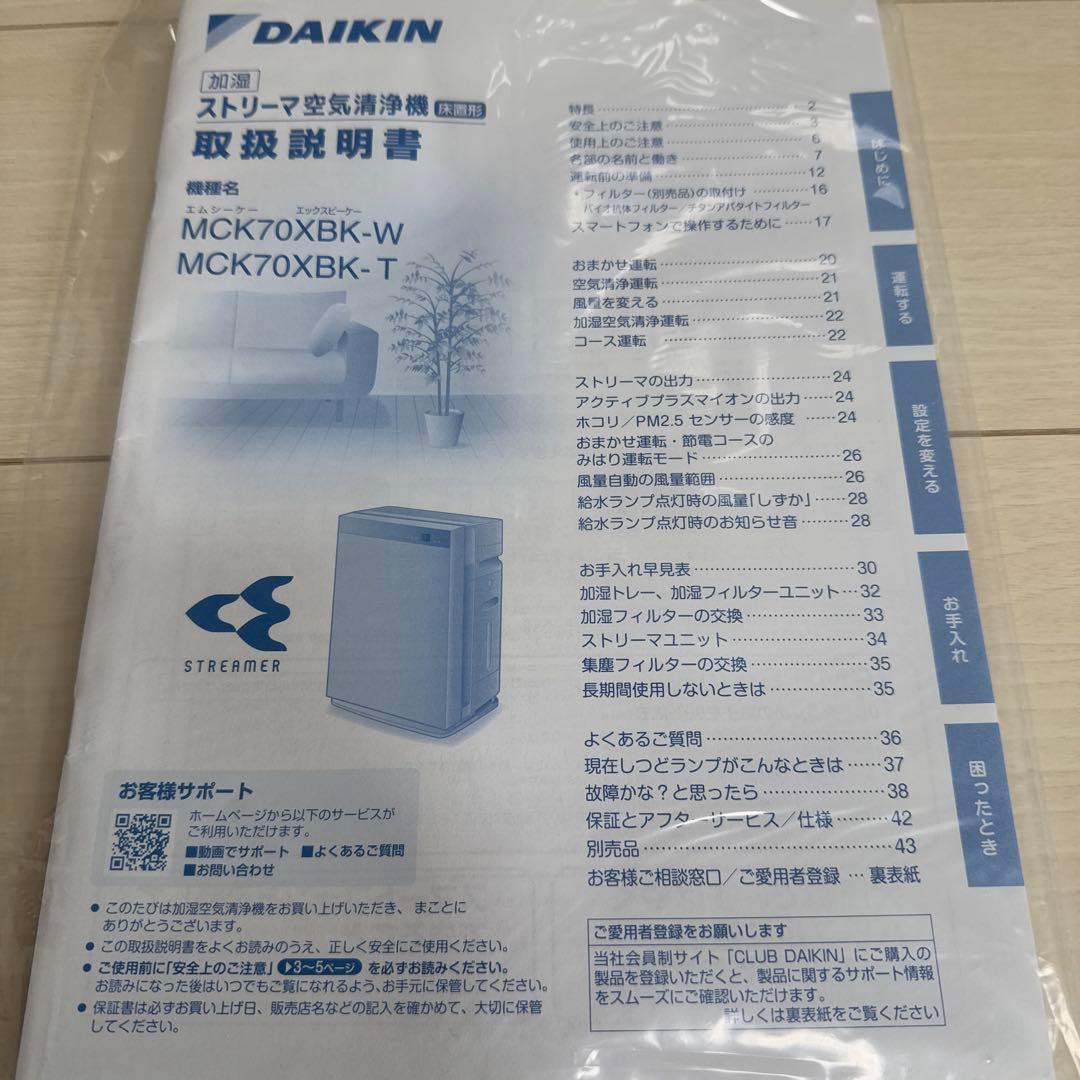 DAIKIN
加湿
ストリーマ空気清浄機 床置形
取扱説明書
機種名
エムシーケー エックスビーケー
MCK70XBK-W
MCK70XBK-T
STREAMER
お客様サポート
ホームページから以下のサービスが
ご利用いただけます。
■動画でサポート ■よくあるご質問
■お問い合わせ
● このたびは加湿空気清浄機をお買い上げいただき、まことに
ありがとうございます。
● この取扱説明書をよくお読みのうえ、正しく安全にご使用ください。
● ご使用前に「安全上のご注意」 ▶3〜5ページ を必ずお読みください。
お読みになった後はいつでもご覧になれるよう、お手元に保管してください。
● 保証書は必ずお買い上げ日、販売店名などの記入を確かめて、大切に保管
してください。
特長 2
安全上のご注意 3
使用上のご注意 6
各部の名前と働き 7
運転前の準備 12
・フィルター(別売品)の取付け 16
バイオ抗体フィルター/チタンアパタイトフィルター
スマートフォンで操作するために 17
はじめに
おまかせ運転 20
空気清浄運転 21
風量を変える 21
加湿空気清浄運転 22
コース運転 22
運転する
ストリーマの出力 24
アクティブプラズマイオンの出力 24
ホコリ/PM2.5 センサーの感度 24
おまかせ運転・節電コースの
みはり運転モード 26
風量自動の風量範囲 26
給水ランプ点灯時の風量「しずか」 28
給水ランプ点灯時のお知らせ音 28
設定を変える
お手入れ早見表 30
加湿トレー、加湿フィルターユニット 32
加湿フィルターの交換 33
ストリーマユニット 34
集塵フィルターの交換 35
長期間使用しないときは 35
お手入れ
よくあるご質問 36
現在しつどランプがこんなときは 37
故障かな?と思ったら 38
保証とアフターサービス/仕様 42
別売品 43
お客様ご相談窓口/ご愛用者登録 … 裏表紙
困ったとき
ご愛用者登録をお願いします
当社会員制サイト「CLUB DAIKIN」にご購入の
製品を登録いただくと、製品に関するサポート情報
をスムーズにご確認いただけます。
詳しくは裏表紙をご覧ください